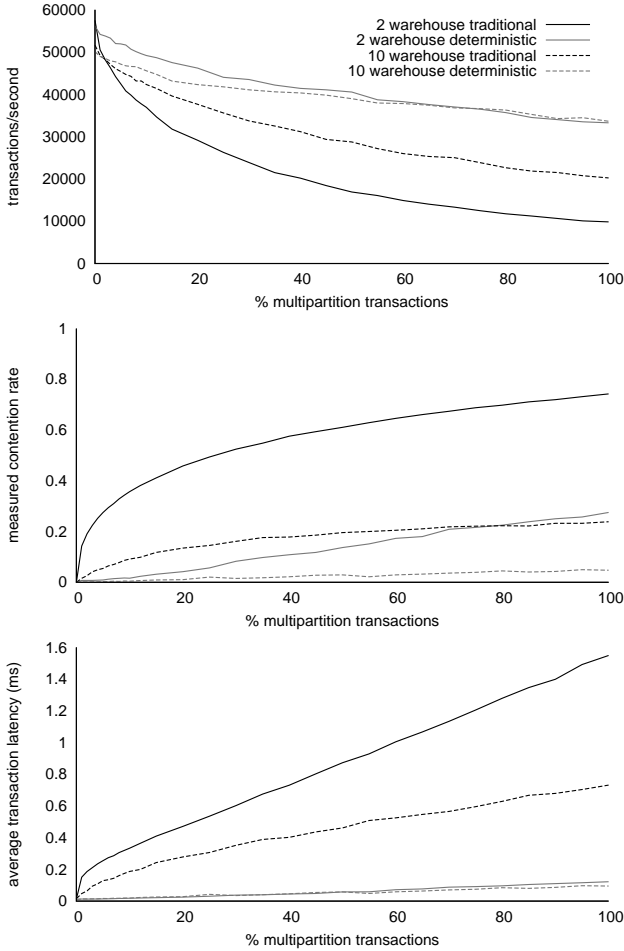 60000
50000
40000
30000
20000
10000
0
transactions/second
2 warehouse traditional
2 warehouse deterministic
10 warehouse traditional
10 warehouse deterministic
0 20 40 60 80 100
% multipartition transactions
1
0.8
0.6
0.4
0.2
0
measured contention rate
0 20 40 60 80 100
% multipartition transactions
1.6
1.4
1.2
1
0.8
0.6
0.4
0.2
0
average transaction latency (ms)
0 20 40 60 80 100
% multipartition transactions